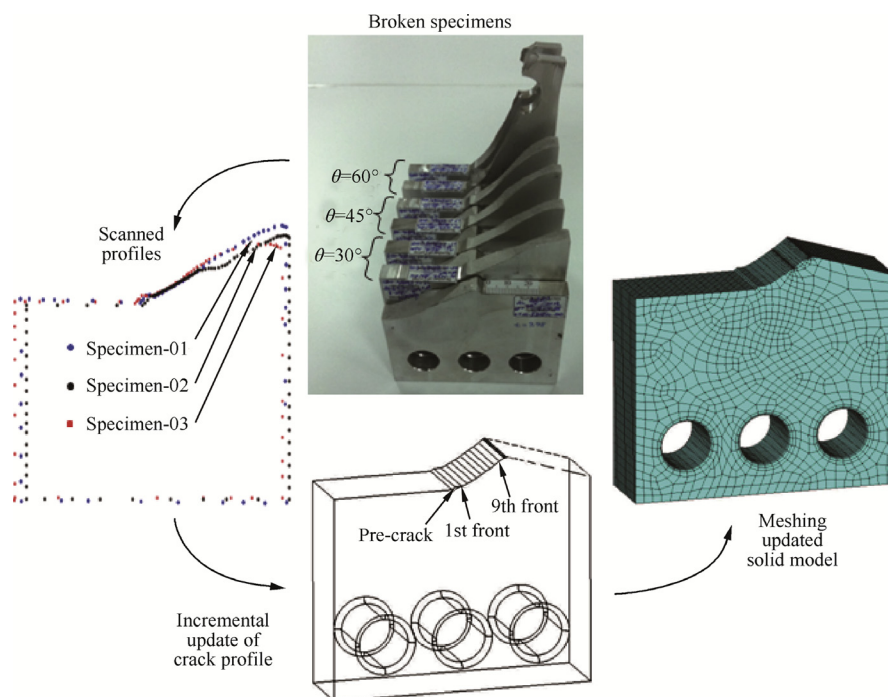 Broken specimens
θ=60°
θ=45°
θ=30°
Scanned
profiles
Specimen-01
Specimen-02
Specimen-03
Pre-crack
1st front
9th front
Incremental
update of
crack profile
Meshing
updated
solid model